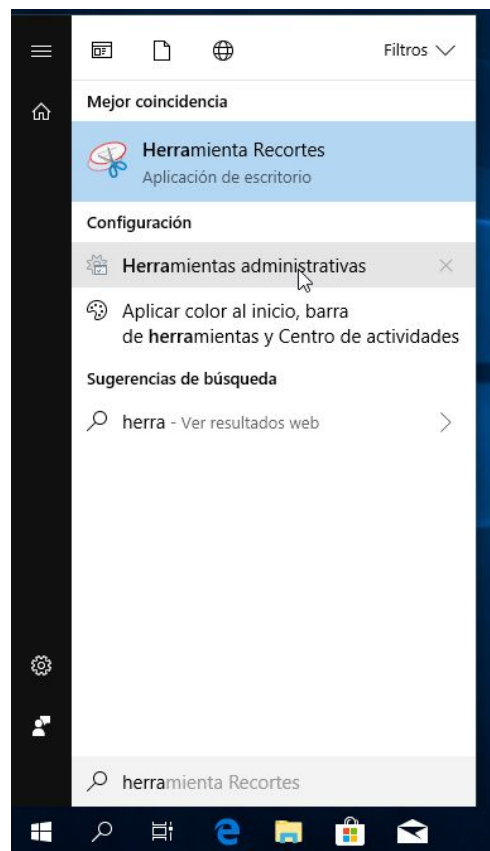 Filtros
Mejor coincidencia
Herramienta Recortes
Aplicación de escritorio
Configuración
Herramientas administrativas
Aplicar color al inicio, barra
de herramientas y Centro de actividades
Sugerencias de búsqueda
herra - Ver resultados web
herramienta Recortes